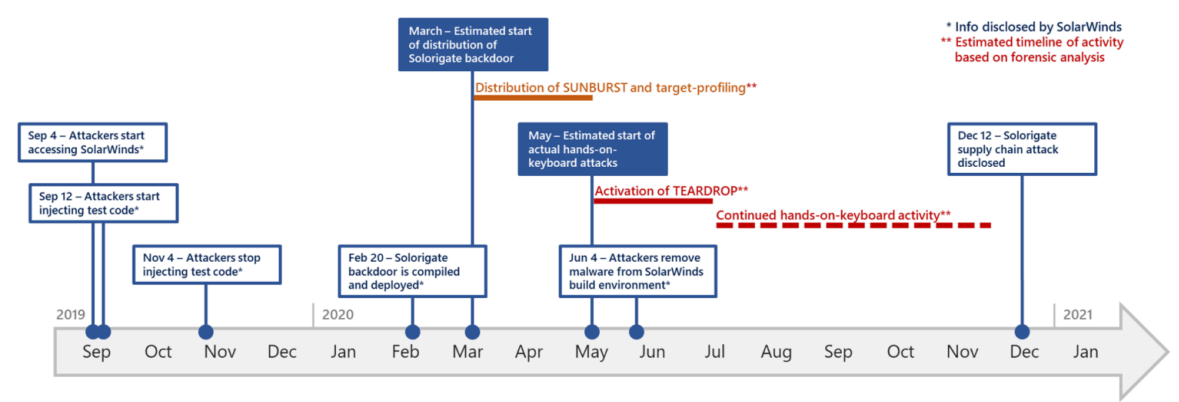 March – Estimated start
of distribution of
Solorigate backdoor
* Info disclosed by SolarWinds
** Estimated timeline of activity
based on forensic analysis
Distribution of SUNBURST and target-profiling**
Sep 4 – Attackers start
accessing SolarWinds*
May – Estimated start of
actual hands-on-
keyboard attacks
Dec 12 – Solorigate
supply chain attack
disclosed
Sep 12 – Attackers start
injecting test code*
Activation of TEARDROP**
Continued hands-on-keyboard activity**
Nov 4 – Attackers stop
injecting test code*
Feb 20 – Solorigate
backdoor is compiled
and deployed*
Jun 4 – Attackers remove
malware from SolarWinds
build environment*
2019 2020 2021
Sep Oct Nov Dec Jan Feb Mar Apr May Jun Jul Aug Sep Oct Nov Dec Jan